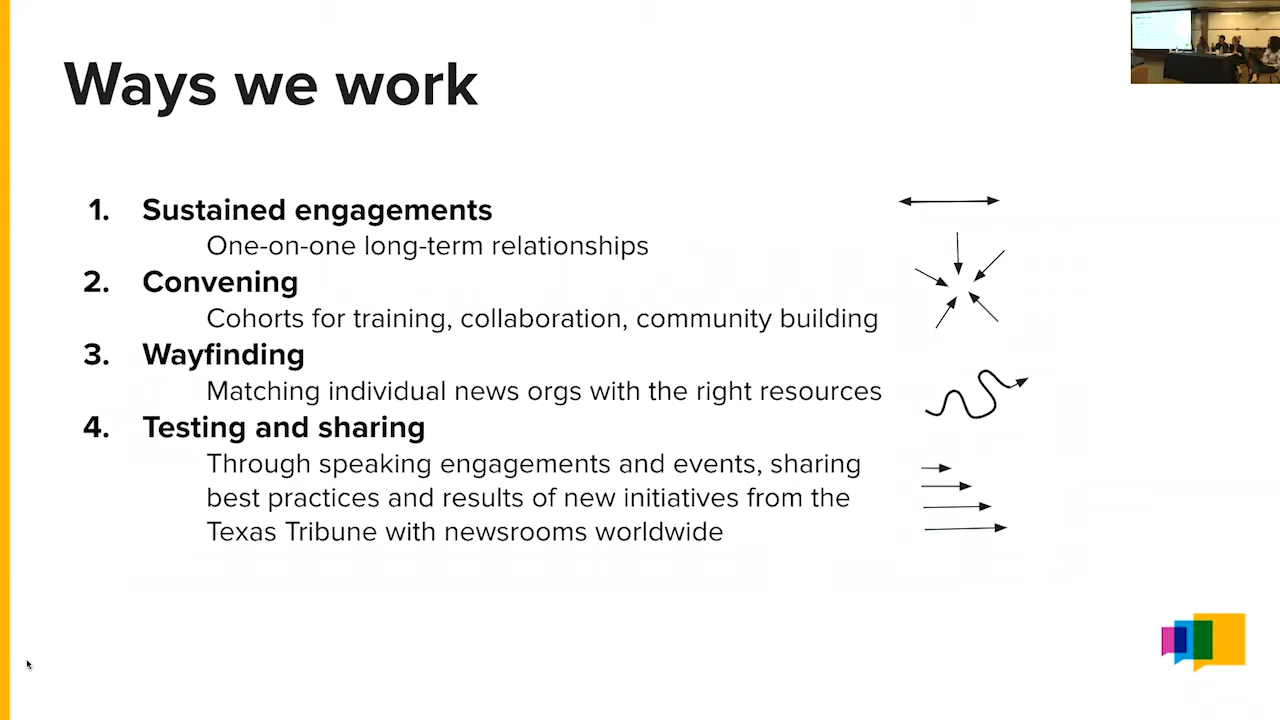 Ways we work
1. Sustained engagements
One-on-one long-term relationships
2. Convening
Cohorts for training, collaboration, community building
3. Wayfinding
Matching individual news orgs with the right resources
4. Testing and sharing
Through speaking engagements and events, sharing
best practices and results of new initiatives from the
Texas Tribune with newsrooms worldwide